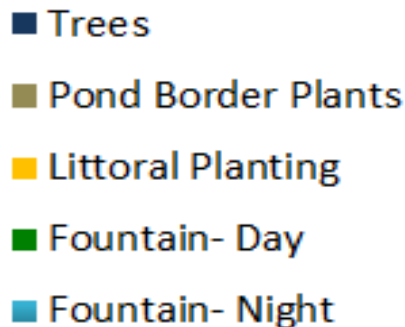 Trees
Pond Border Plants
Littoral Planting
Fountain- Day
Fountain- Night